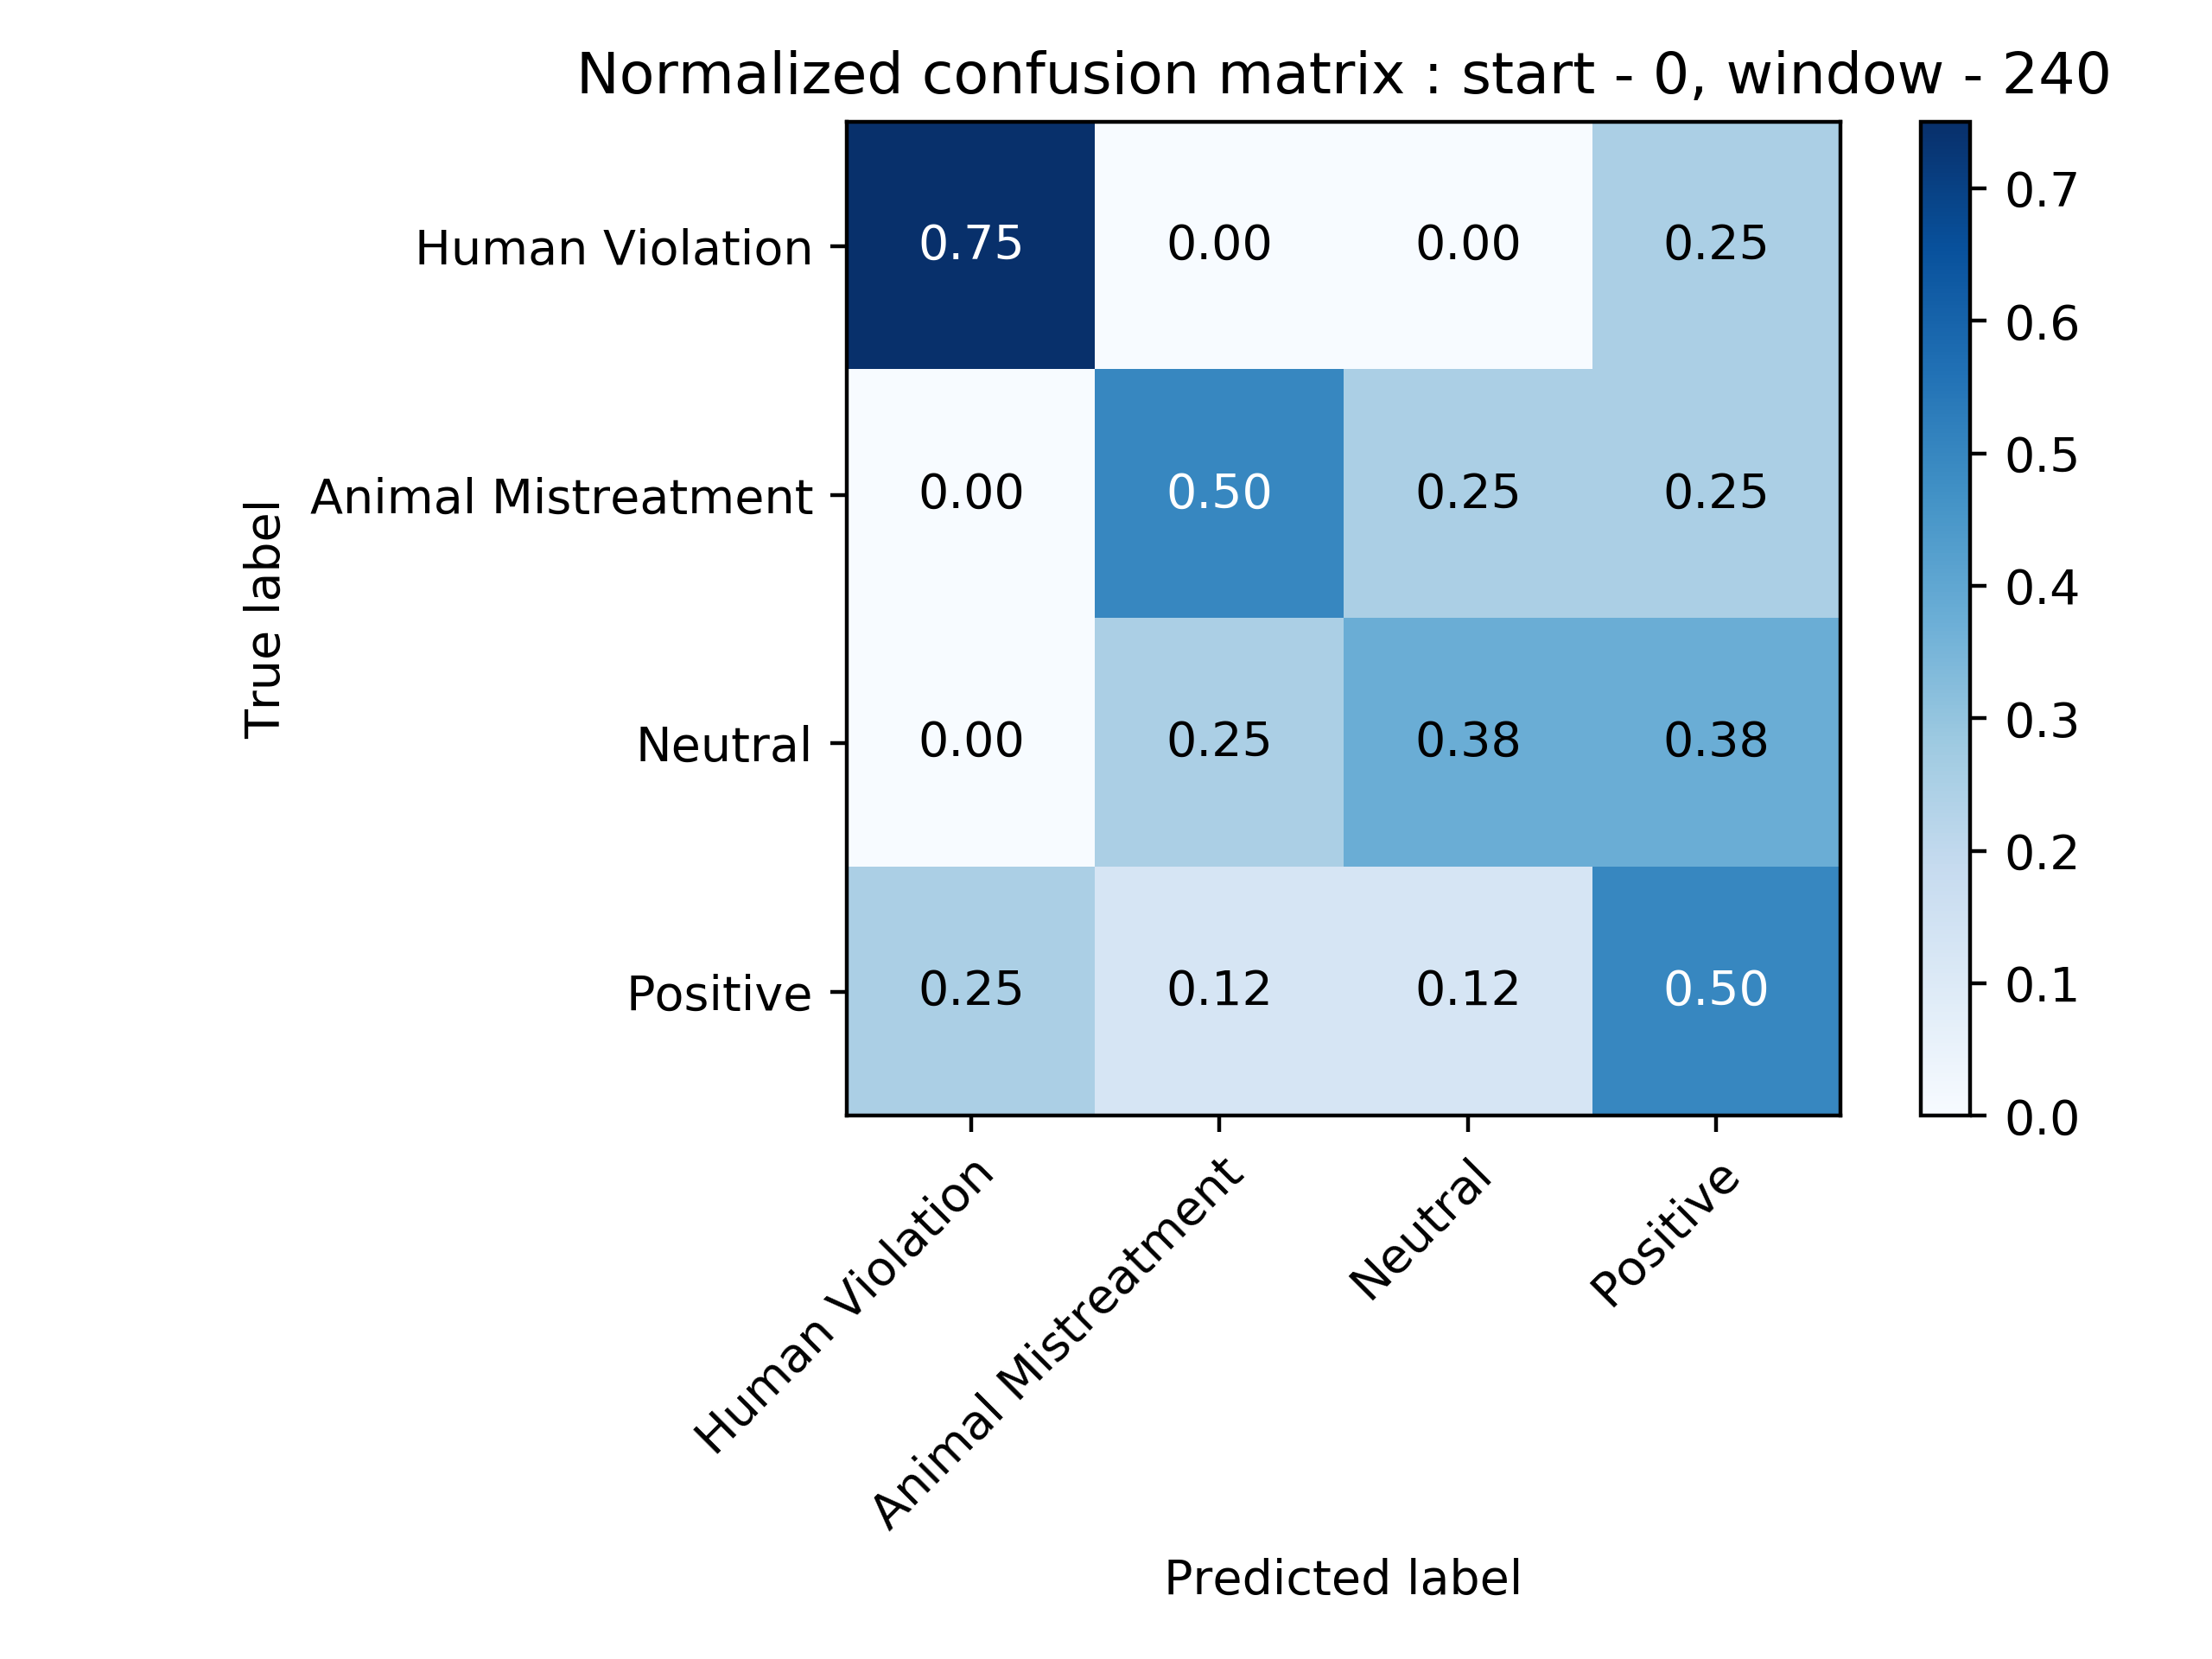 Normalized confusion matrix : start - 0, window - 240
True label
Human Violation 0.75 0.00 0.00 0.25
Animal Mistreatment 0.00 0.50 0.25 0.25
Neutral 0.00 0.25 0.38 0.38
Positive 0.25 0.12 0.12 0.50
Human Violation
Animal Mistreatment
Neutral
Positive
Predicted label
0.7
0.6
0.5
0.4
0.3
0.2
0.1
0.0